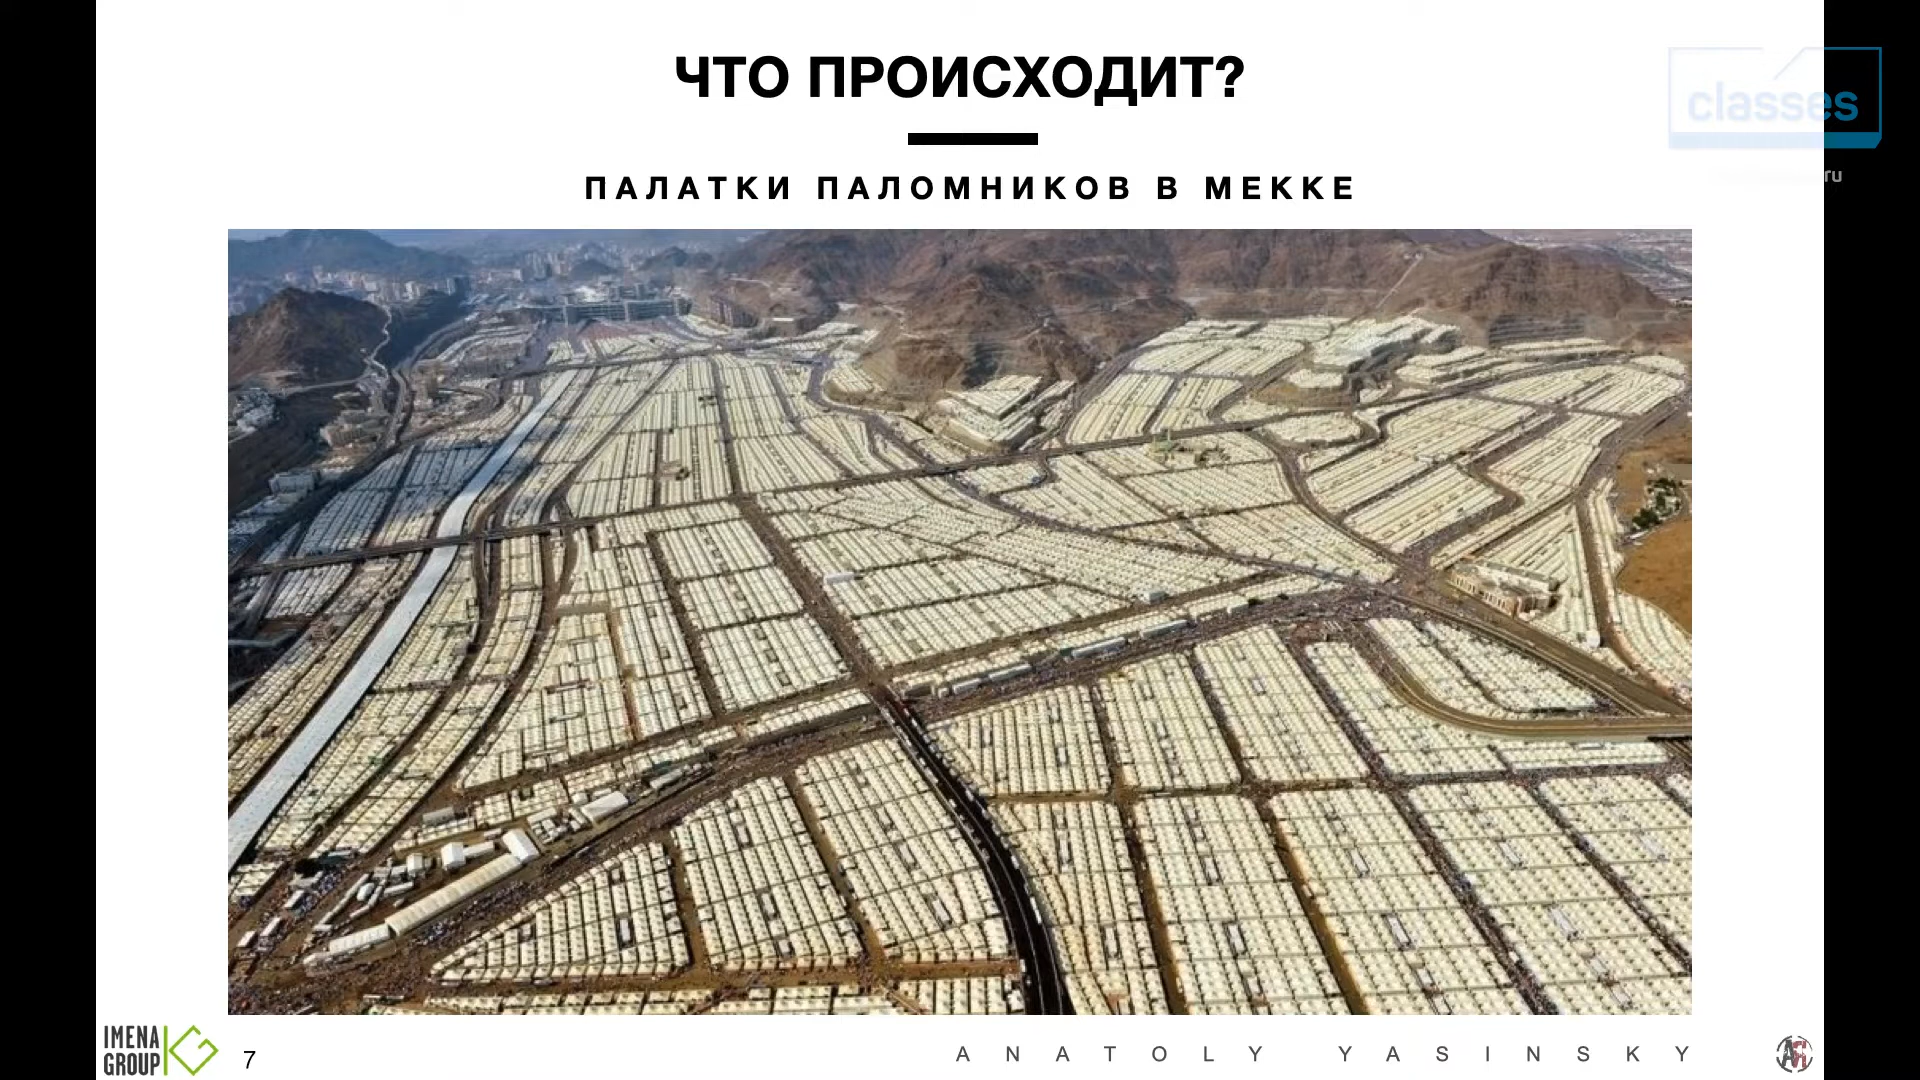 ЧТО ПРОИСХОДИТ?
classes
ru
ПАЛАТКИ ПАЛОМНИКОВ В МЕККЕ
IMENA
GROUP
7
ANATOLY YASINSKY